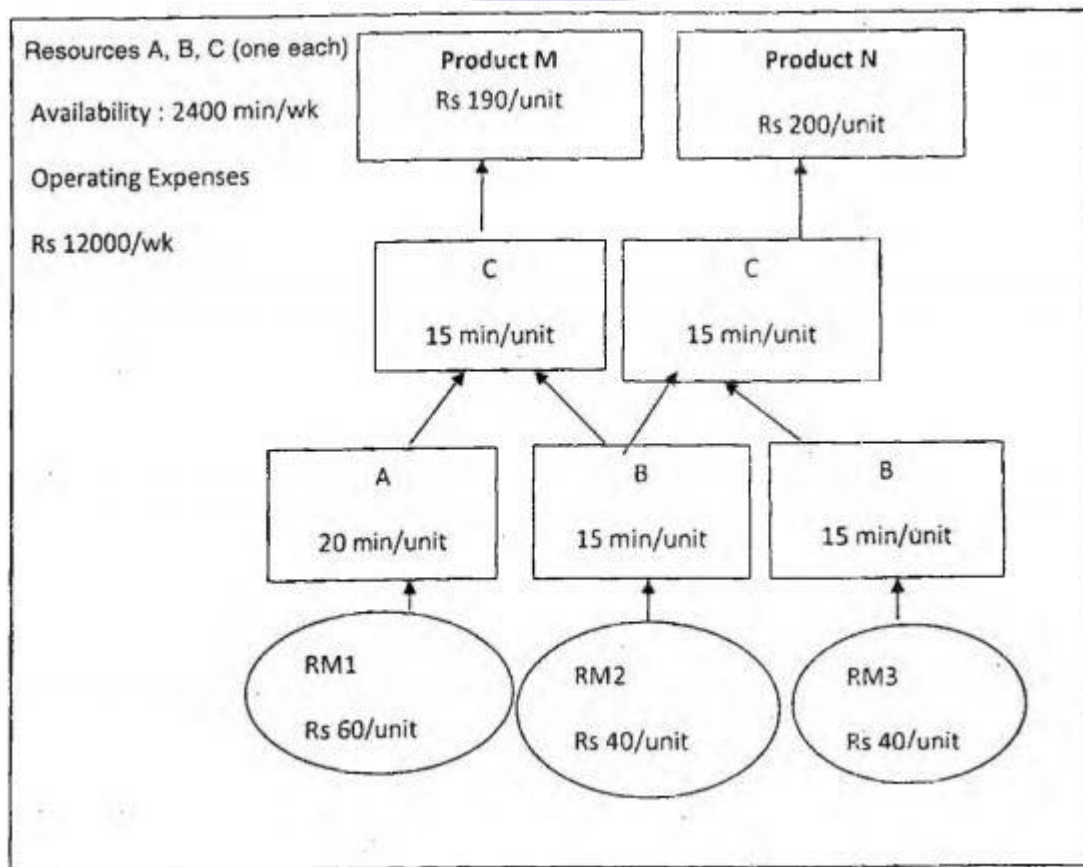 Resources A, B, C (one each)
Availability : 2400 min/wk
Operating Expenses
Rs 12000/wk
Product M
Rs 190/unit
Product N
Rs 200/unit
C
15 min/unit
C
15 min/unit
A
20 min/unit
B
15 min/unit
B
15 min/unit
RM1
Rs 60/unit
RM2
Rs 40/unit
RM3
Rs 40/unit